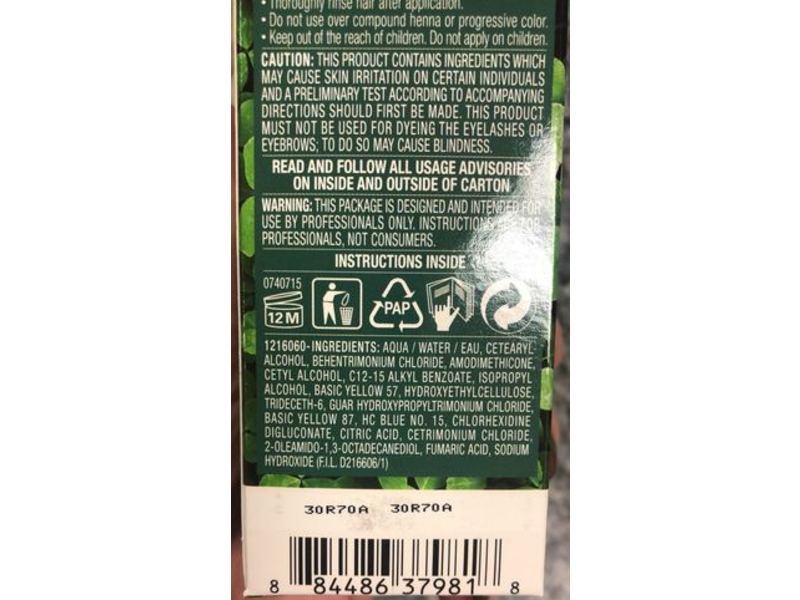 • Thoroughly rinse hair after application.
• Do not use over compound henna or progressive color.
• Keep out of the reach of children. Do not apply on children.
CAUTION: THIS PRODUCT CONTAINS INGREDIENTS WHICH
MAY CAUSE SKIN IRRITATION ON CERTAIN INDIVIDUALS
AND A PRELIMINARY TEST ACCORDING TO ACCOMPANYING
DIRECTIONS SHOULD FIRST BE MADE. THIS PRODUCT
MUST NOT BE USED FOR DYEING THE EYELASHES OR
EYEBROWS; TO DO SO MAY CAUSE BLINDNESS.
READ AND FOLLOW ALL USAGE ADVISORIES
ON INSIDE AND OUTSIDE OF CARTON
WARNING: THIS PACKAGE IS DESIGNED AND INTENDED FOR
USE BY PROFESSIONALS ONLY. INSTRUCTIONS FOR
PROFESSIONALS, NOT CONSUMERS.
INSTRUCTIONS INSIDE
0740715
12 M
PAP
1216060-INGREDIENTS: AQUA / WATER / EAU, CETEARYL
ALCOHOL, BEHENTRIMONIUM CHLORIDE, AMODIMETHICONE,
CETYL ALCOHOL, C12-15 ALKYL BENZOATE, ISOPROPYL
ALCOHOL, BASIC YELLOW 57, HYDROXYETHYLCELLULOSE,
TRIDECETH-6, GUAR HYDROXYPROPYLTRIMONIUM CHLORIDE,
BASIC YELLOW 87, HC BLUE NO. 15, CHLORHEXIDINE
DIGLUCONATE, CITRIC ACID, CETRIMONIUM CHLORIDE,
2-OLEAMIDO-1,3-OCTADECANEDIOL, FUMARIC ACID, SODIUM
HYDROXIDE (F.I.L. D216606/1)
30R70A 30R70A
8 84486 37981 8